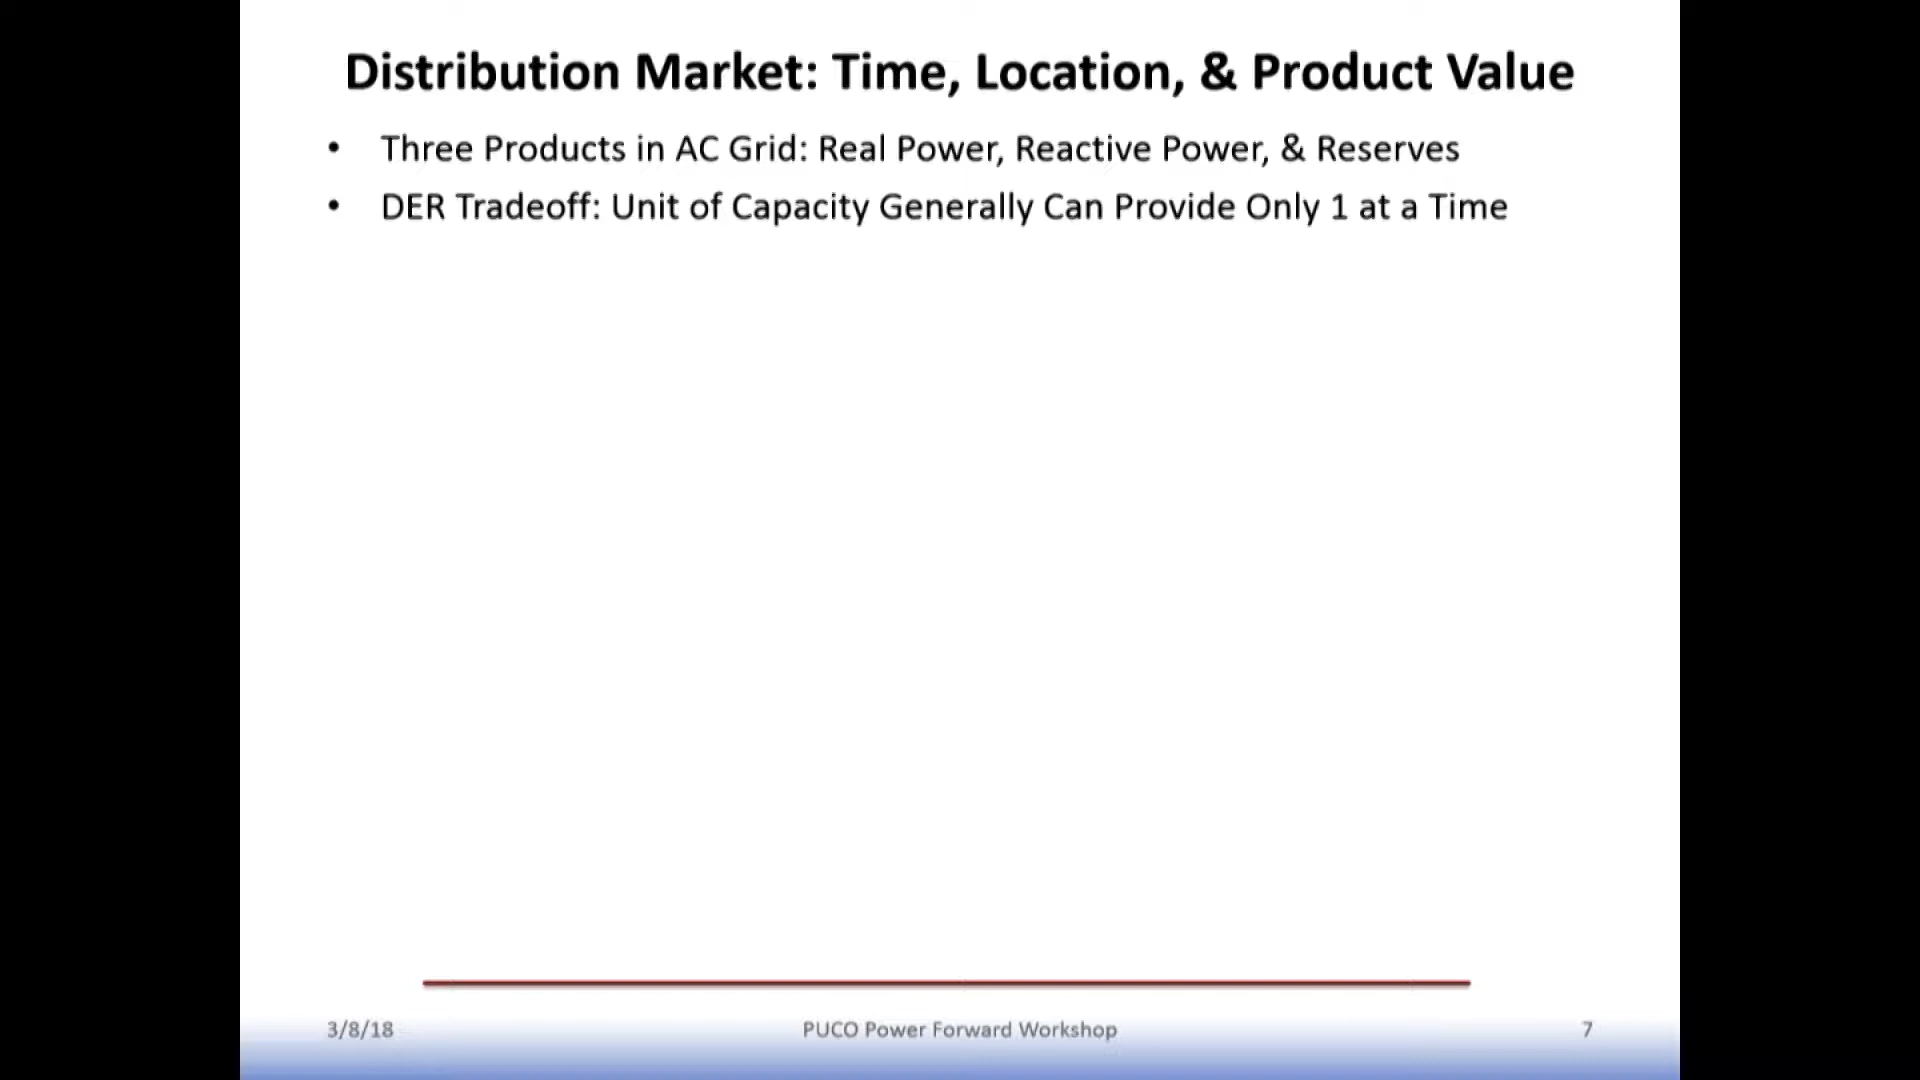 Distribution Market: Time, Location, & Product Value
• Three Products in AC Grid: Real Power, Reactive Power, & Reserves
• DER Tradeoff: Unit of Capacity Generally Can Provide Only 1 at a Time
3/8/18
PUCO Power Forward Workshop
7